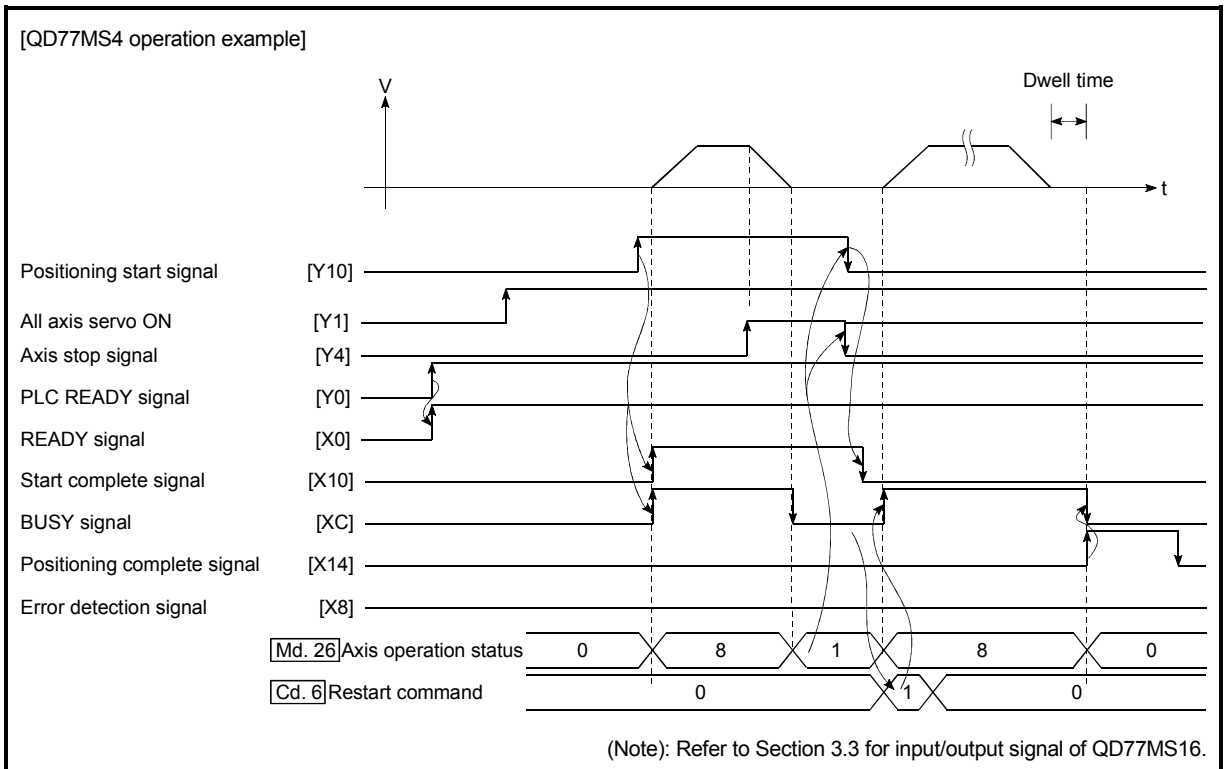 [QD77MS4 operation example]
V
Dwell time
t
Positioning start signal [Y10]
All axis servo ON [Y1]
Axis stop signal [Y4]
PLC READY signal [Y0]
READY signal [X0]
Start complete signal [X10]
BUSY signal [XC]
Positioning complete signal [X14]
Error detection signal [X8]
Md. 26 Axis operation status 0 8 1 8 0
Cd. 6 Restart command 0 1 0
(Note): Refer to Section 3.3 for input/output signal of QD77MS16.